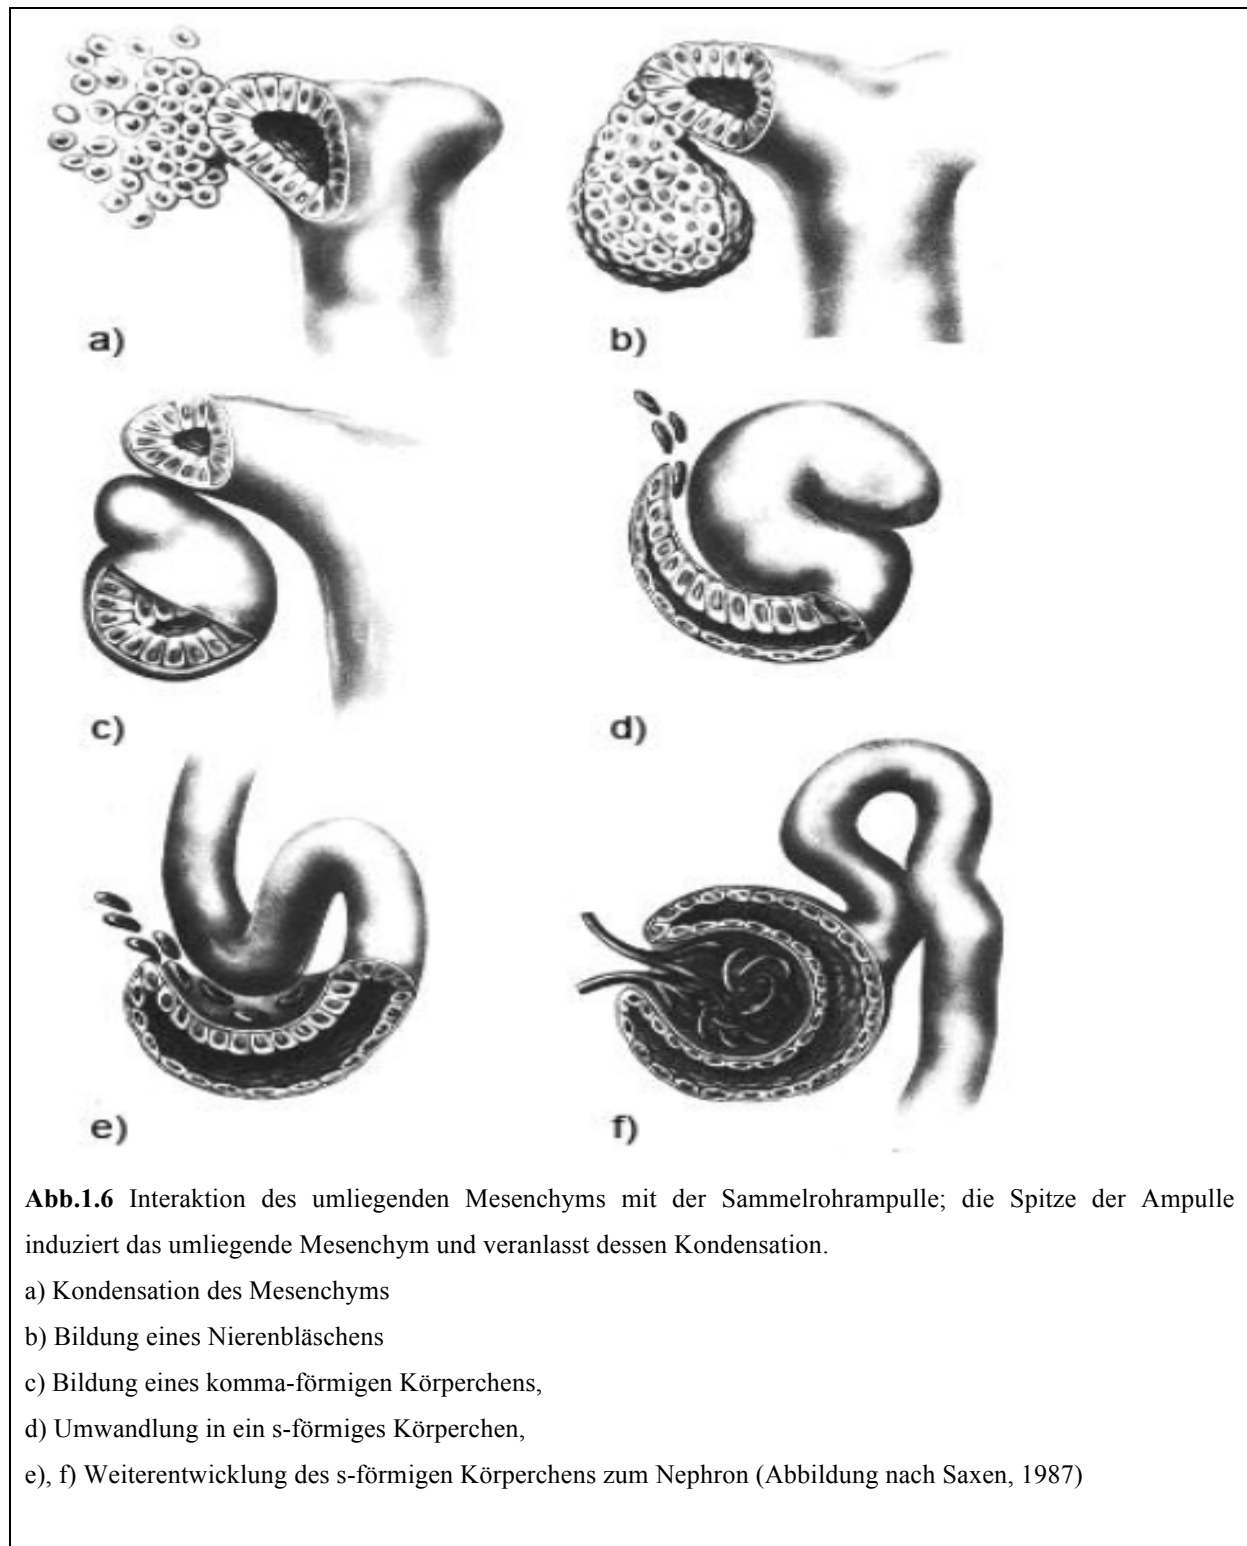 a)
b)
c)
d)
e)
f)
Abb.1.6 Interaktion des umliegenden Mesenchyms mit der Sammelrohrampulle; die Spitze der Ampulle
induziert das umliegende Mesenchym und veranlasst dessen Kondensation.
a) Kondensation des Mesenchyms
b) Bildung eines Nierenbläschens
c) Bildung eines komma-förmigen Körperchens,
d) Umwandlung in ein s-förmiges Körperchen,
e), f) Weiterentwicklung des s-förmigen Körperchens zum Nephron (Abbildung nach Saxen, 1987)